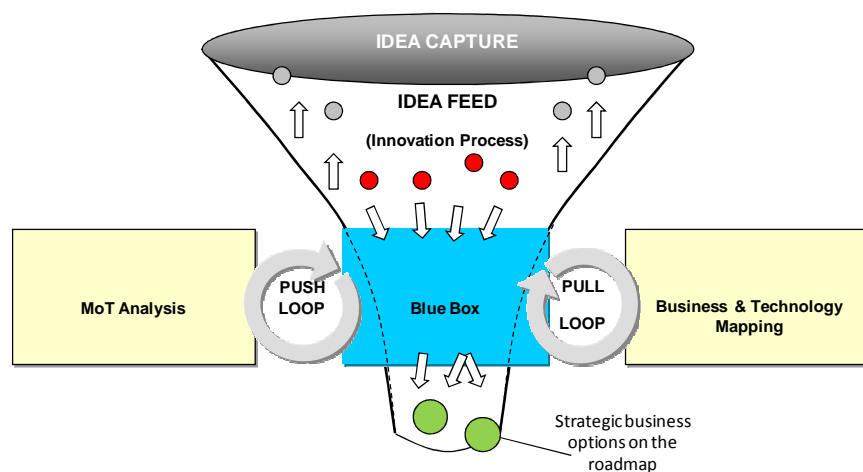 IDEA CAPTURE
IDEA FEED
(Innovation Process)
MoT Analysis
PUSH
LOOP
Blue Box
PULL
LOOP
Business & Technology
Mapping
Strategic business
options on the
roadmap